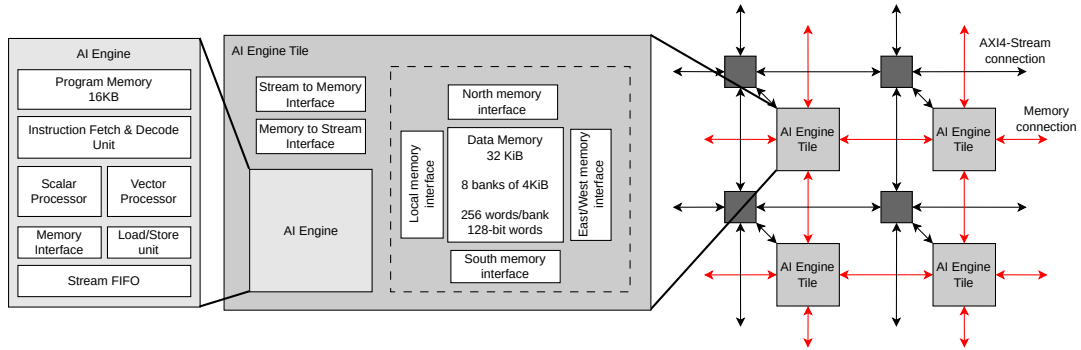 AI Engine
Program Memory
16KB
Instruction Fetch & Decode
Unit
Scalar
Processor
Vector
Processor
Memory
Interface
Load/Store
unit
Stream FIFO
AI Engine Tile
Stream to Memory
Interface
Memory to Stream
Interface
AI Engine
North memory
interface
Local memory
interface
Data Memory
32 KiB
8 banks of 4KiB
256 words/bank
128-bit words
East/West memory
interface
South memory
interface
AXI4-Stream
connection
Memory
connection
AI Engine
Tile
AI Engine
Tile
AI Engine
Tile
AI Engine
Tile